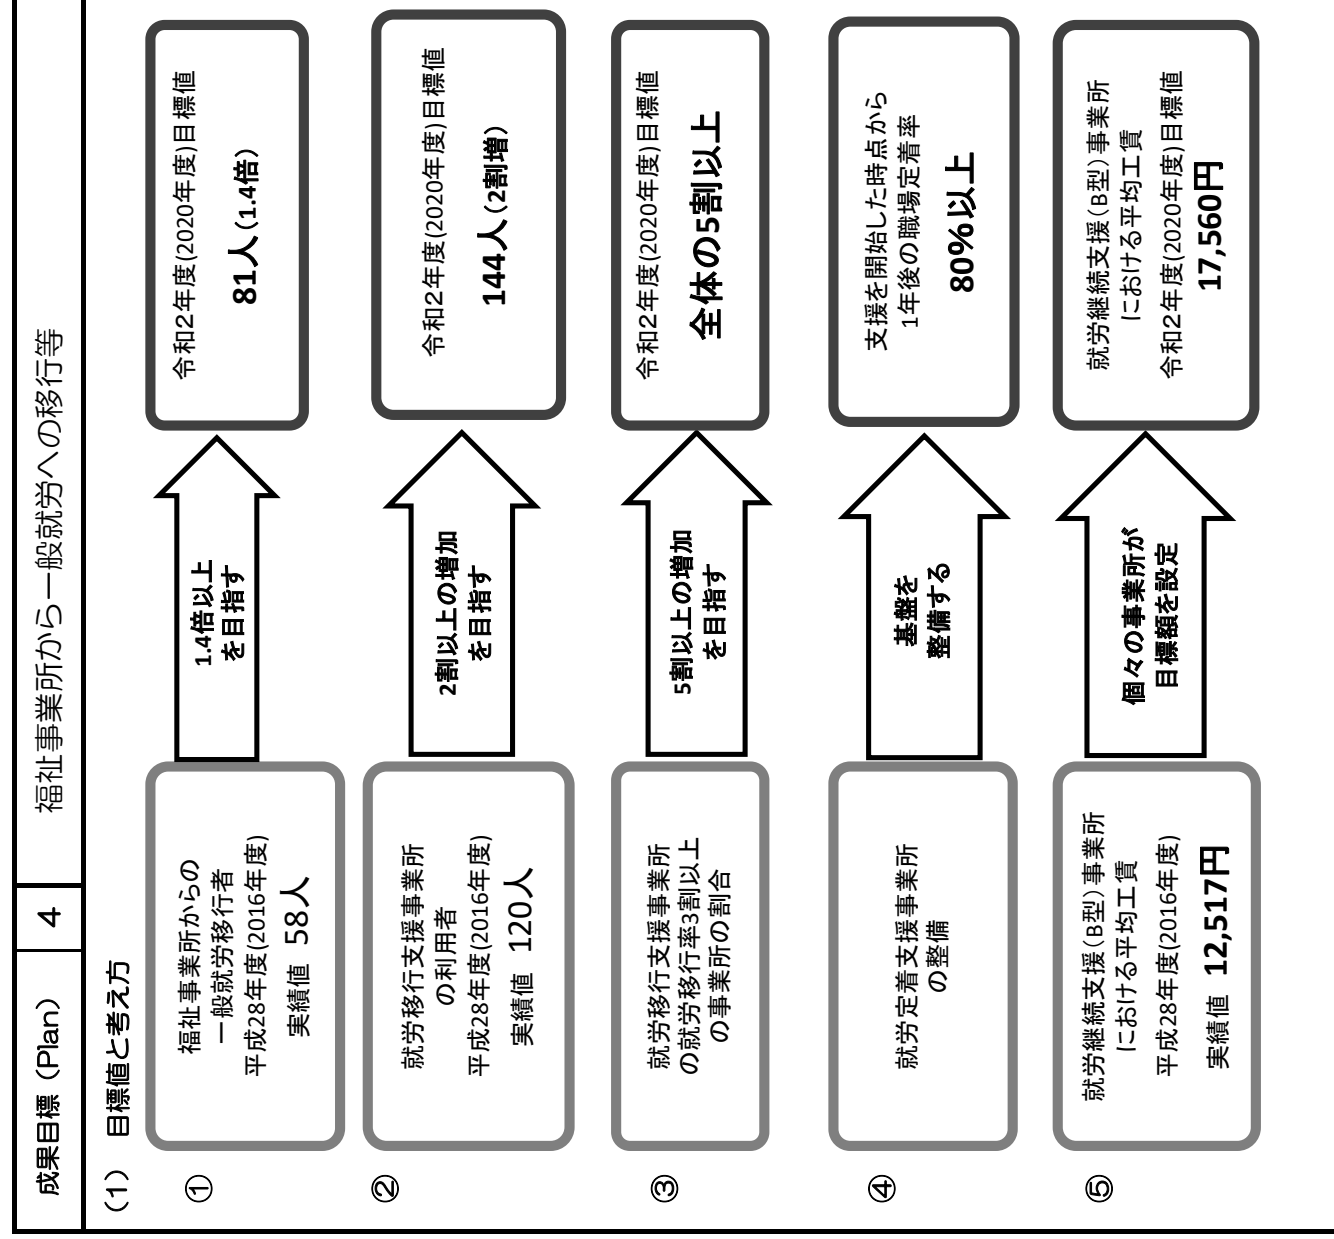 成果目標（Plan）
4
福祉事業所から一般就労への移行等
（1） 目標値と考え方
①
福祉事業所からの
一般就労移行者
平成28年度(2016年度)
実績値 58人
1.4倍以上
を目指す
令和2年度(2020年度)目標値
81人（1.4倍）
②
就労移行支援事業所
の利用者
平成28年度(2016年度)
実績値 120人
2割以上の増加
を目指す
令和2年度(2020年度)目標値
144人（2割増）
③
就労移行支援事業所
の就労移行率3割以上
の事業所の割合
5割以上の増加
を目指す
令和2年度(2020年度)目標値
全体の5割以上
④
就労定着支援事業所
の整備
基盤を
整備する
支援を開始した時点から
1年後の職場定着率
80%以上
⑤
就労継続支援（B型）事業所
における平均工賃
平成28年度(2016年度)
実績値 12,517円
個々の事業所が
目標額を設定
就労継続支援（B型）事業所
における平均工賃
令和2年度(2020年度)目標値
17,560円